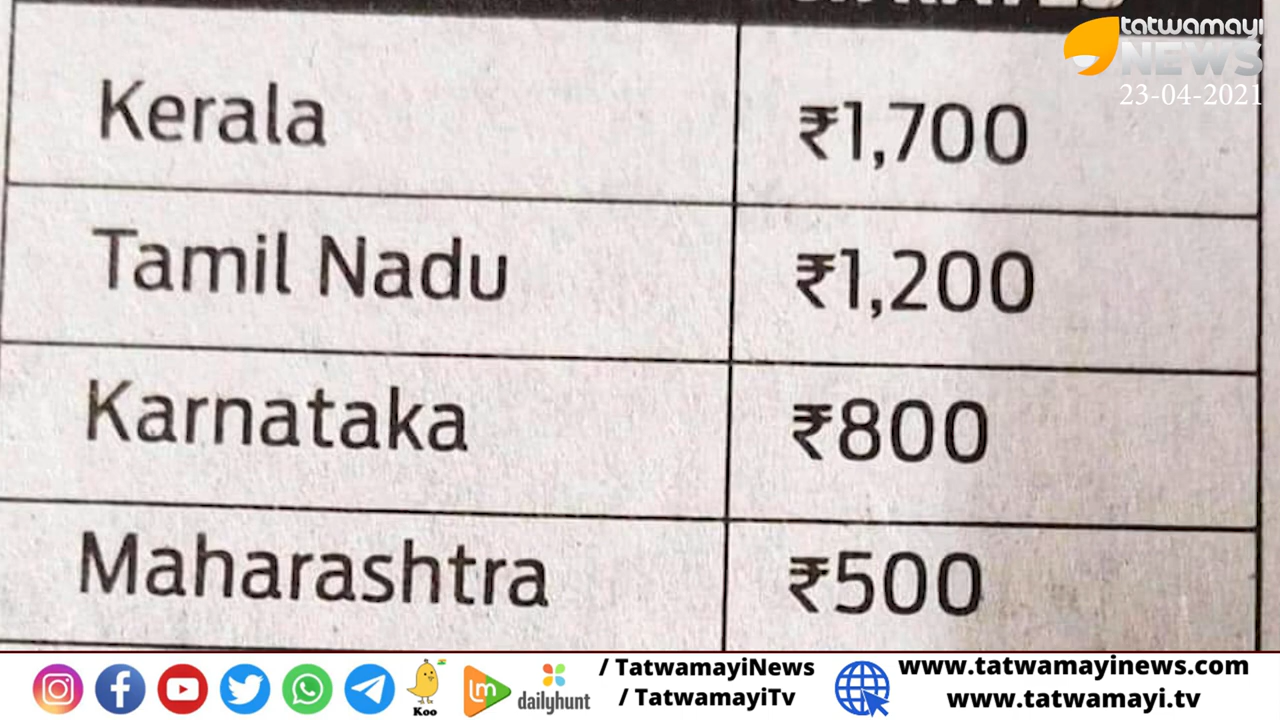 tatwamayi
NEWS
23-04-2021
Kerala ₹1,700
Tamil Nadu ₹1,200
Karnataka ₹800
Maharashtra ₹500
Koo
lm
dailyhunt
/ TatwamayiNews
/ TatwamayiTv
www.tatwamayinews.com
www.tatwamayi.tv